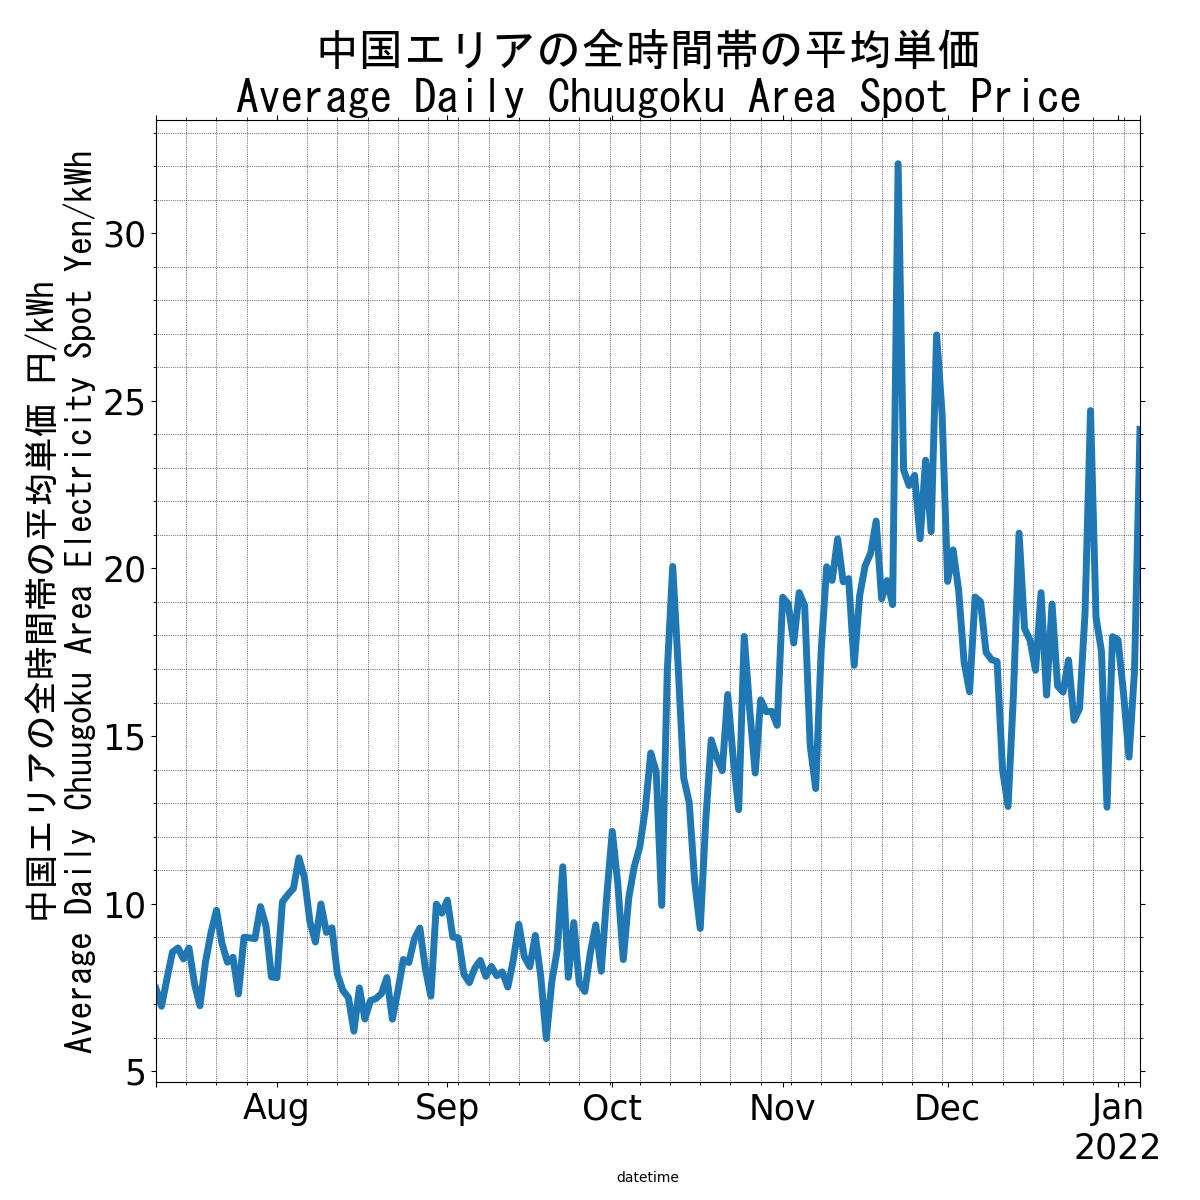 中国エリアの全時間帯の平均単価
Average Daily Chuugoku Area Spot Price
中国エリアの全時間帯の平均単価 円/kWh
Average Daily Chuugoku Area Electricity Spot Yen/kWh
30
25
20
15
10
5
Aug Sep Oct Nov Dec Jan
2022
datetime